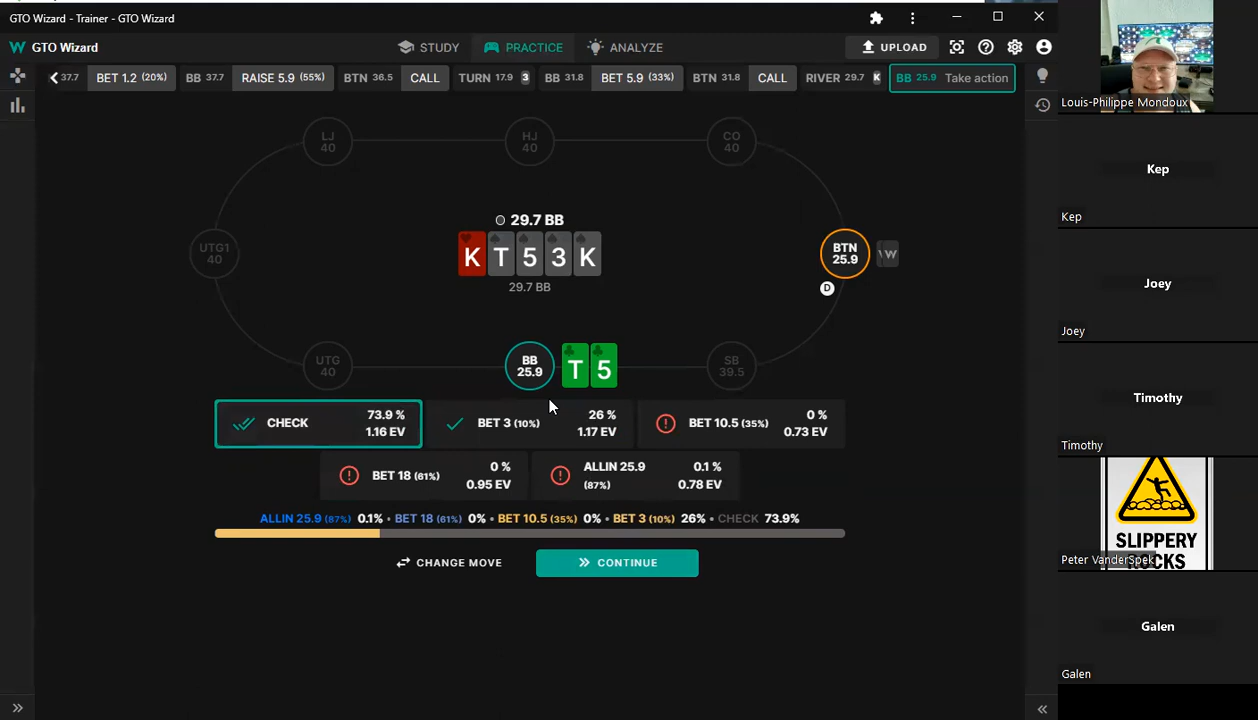 GTO Wizard - Trainer - GTO Wizard
W GTO Wizard
STUDY
PRACTICE
ANALYZE
UPLOAD
37.7
BET 1.2 (20%)
BB 37.7
RAISE 5.9 (55%)
BTN 36.5
CALL
TURN 17.9 3
BB 31.8
BET 5.9 (33%)
BTN 31.8
CALL
RIVER 29.7 K
BB 25.9 Take action
LJ
40
HJ
40
CO
40
UTG1
40
29.7 BB
K T 5 3 K
29.7 BB
BTN
25.9
W
D
UTG
40
BB
25.9
T 5
SB
39.5
CHECK
73.9 %
1.16 EV
BET 3 (10%)
26 %
1.17 EV
BET 10.5 (35%)
0 %
0.73 EV
BET 18 (61%)
0 %
0.95 EV
ALLIN 25.9
(87%)
0.1 %
0.78 EV
ALLIN 25.9 (87%) 0.1% • BET 18 (61%) 0% • BET 10.5 (35%) 0% • BET 3 (10%) 26% • CHECK 73.9%
CHANGE MOVE
CONTINUE
Louis-Philippe Mondoux
Kep
Kep
Joey
Joey
Timothy
Timothy
SLIPPERY
ROCKS
Peter VanderSpek
Galen
Galen